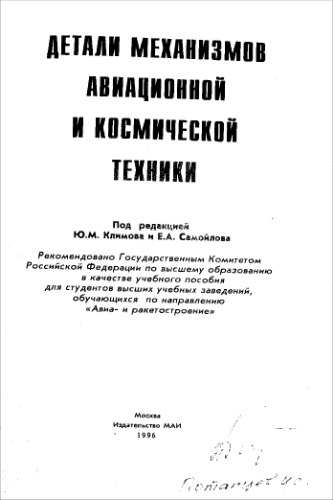 ДЕТАЛИ МЕХАНИЗМОВ
АВИАЦИОННОЙ
И КОСМИЧЕСКОЙ
ТЕХНИКИ
Под редакцией
Ю.М. Климова и Е.А. Самойлова
Рекомендовано Государственным Комитетом
Российской Федерации по высшему образованию
в качестве учебного пособия
для студентов высших учебных заведений,
обучающихся по направлению
«Авиа- и ракетостроение»
Москва
Издательство МАИ
1996